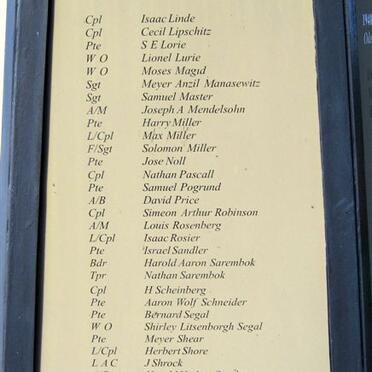 Cpl Isaac Linde
Cpl Cecil Lipschitz
Pte S E Lorie
W O Lionel Lurie
W O Moses Magid
Sgt Meyer Anzil Manasewitz
Sgt Samuel Master
A/M Joseph A Mendelsohn
Pte Harry Miller
L/Cpl Max Miller
F/Sgt Solomon Miller
Pte Jose Noll
Cpl Nathan Pascall
Pte Samuel Pogrund
A/B David Price
Cpl Simeon Arthur Robinson
A/M Louis Rosenberg
L/Cpl Isaac Rosier
Pte Israel Sandler
Bdr Harold Aaron Sarembok
Tpr Nathan Sarembok
Cpl H Scheinberg
Pte Aaron Wolf Schneider
Pte Bernard Segal
W O Shirley Litsenborgh Segal
Pte Meyer Shear
L/Cpl Herbert Shore
L A C J Shrock